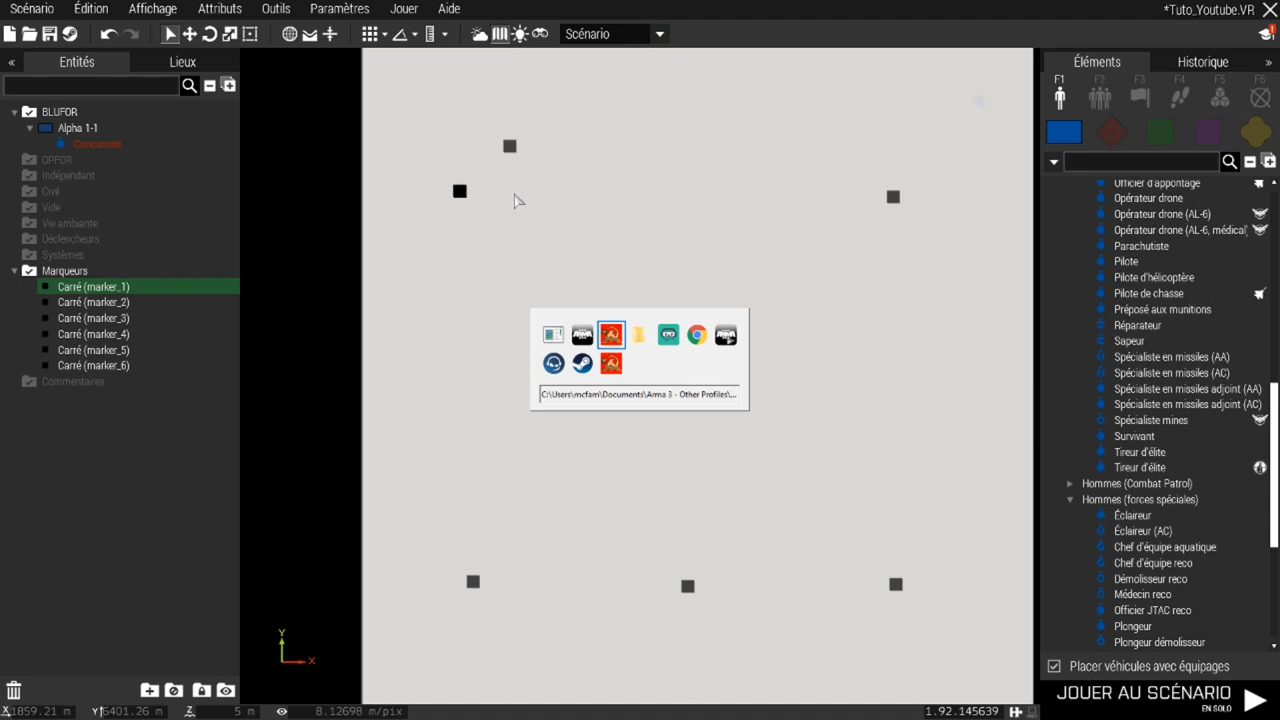 Scénario Édition Affichage Attributs Outils Paramètres Jouer Aide *Tuto_Youtube.VR
Scénario
Entités Lieux
BLUFOR
Alpha 1-1
Concurrent
OPFOR
Indépendant
Civil
Vide
Vie ambiante
Déclencheurs
Systèmes
Marqueurs
Carré (marker_1)
Carré (marker_2)
Carré (marker_3)
Carré (marker_4)
Carré (marker_5)
Carré (marker_6)
Commentaires
C:\Users\mcfam\Documents\Arma 3 - Other Profiles\...
Y
X
Éléments Historique
F1 F2 F3 F4 F5 F6
Officier d'appontage
Opérateur drone
Opérateur drone (AL-6)
Opérateur drone (AL-6, médical)
Parachutiste
Pilote
Pilote d'hélicoptère
Pilote de chasse
Préposé aux munitions
Réparateur
Sapeur
Spécialiste en missiles (AA)
Spécialiste en missiles (AC)
Spécialiste en missiles adjoint (AA)
Spécialiste en missiles adjoint (AC)
Spécialiste mines
Survivant
Tireur d'élite
Tireur d'élite
Hommes (Combat Patrol)
Hommes (forces spéciales)
Éclaireur
Éclaireur (AC)
Chef d'équipe aquatique
Chef d'équipe reco
Démolisseur reco
Médecin reco
Officier JTAC reco
Plongeur
Plongeur démolisseur
Placer véhicules avec équipages
JOUER AU SCÉNARIO
EN SOLO
X 1859.21 m Y 6401.26 m Z 5 m 8.12698 m/pix 1.92.145639